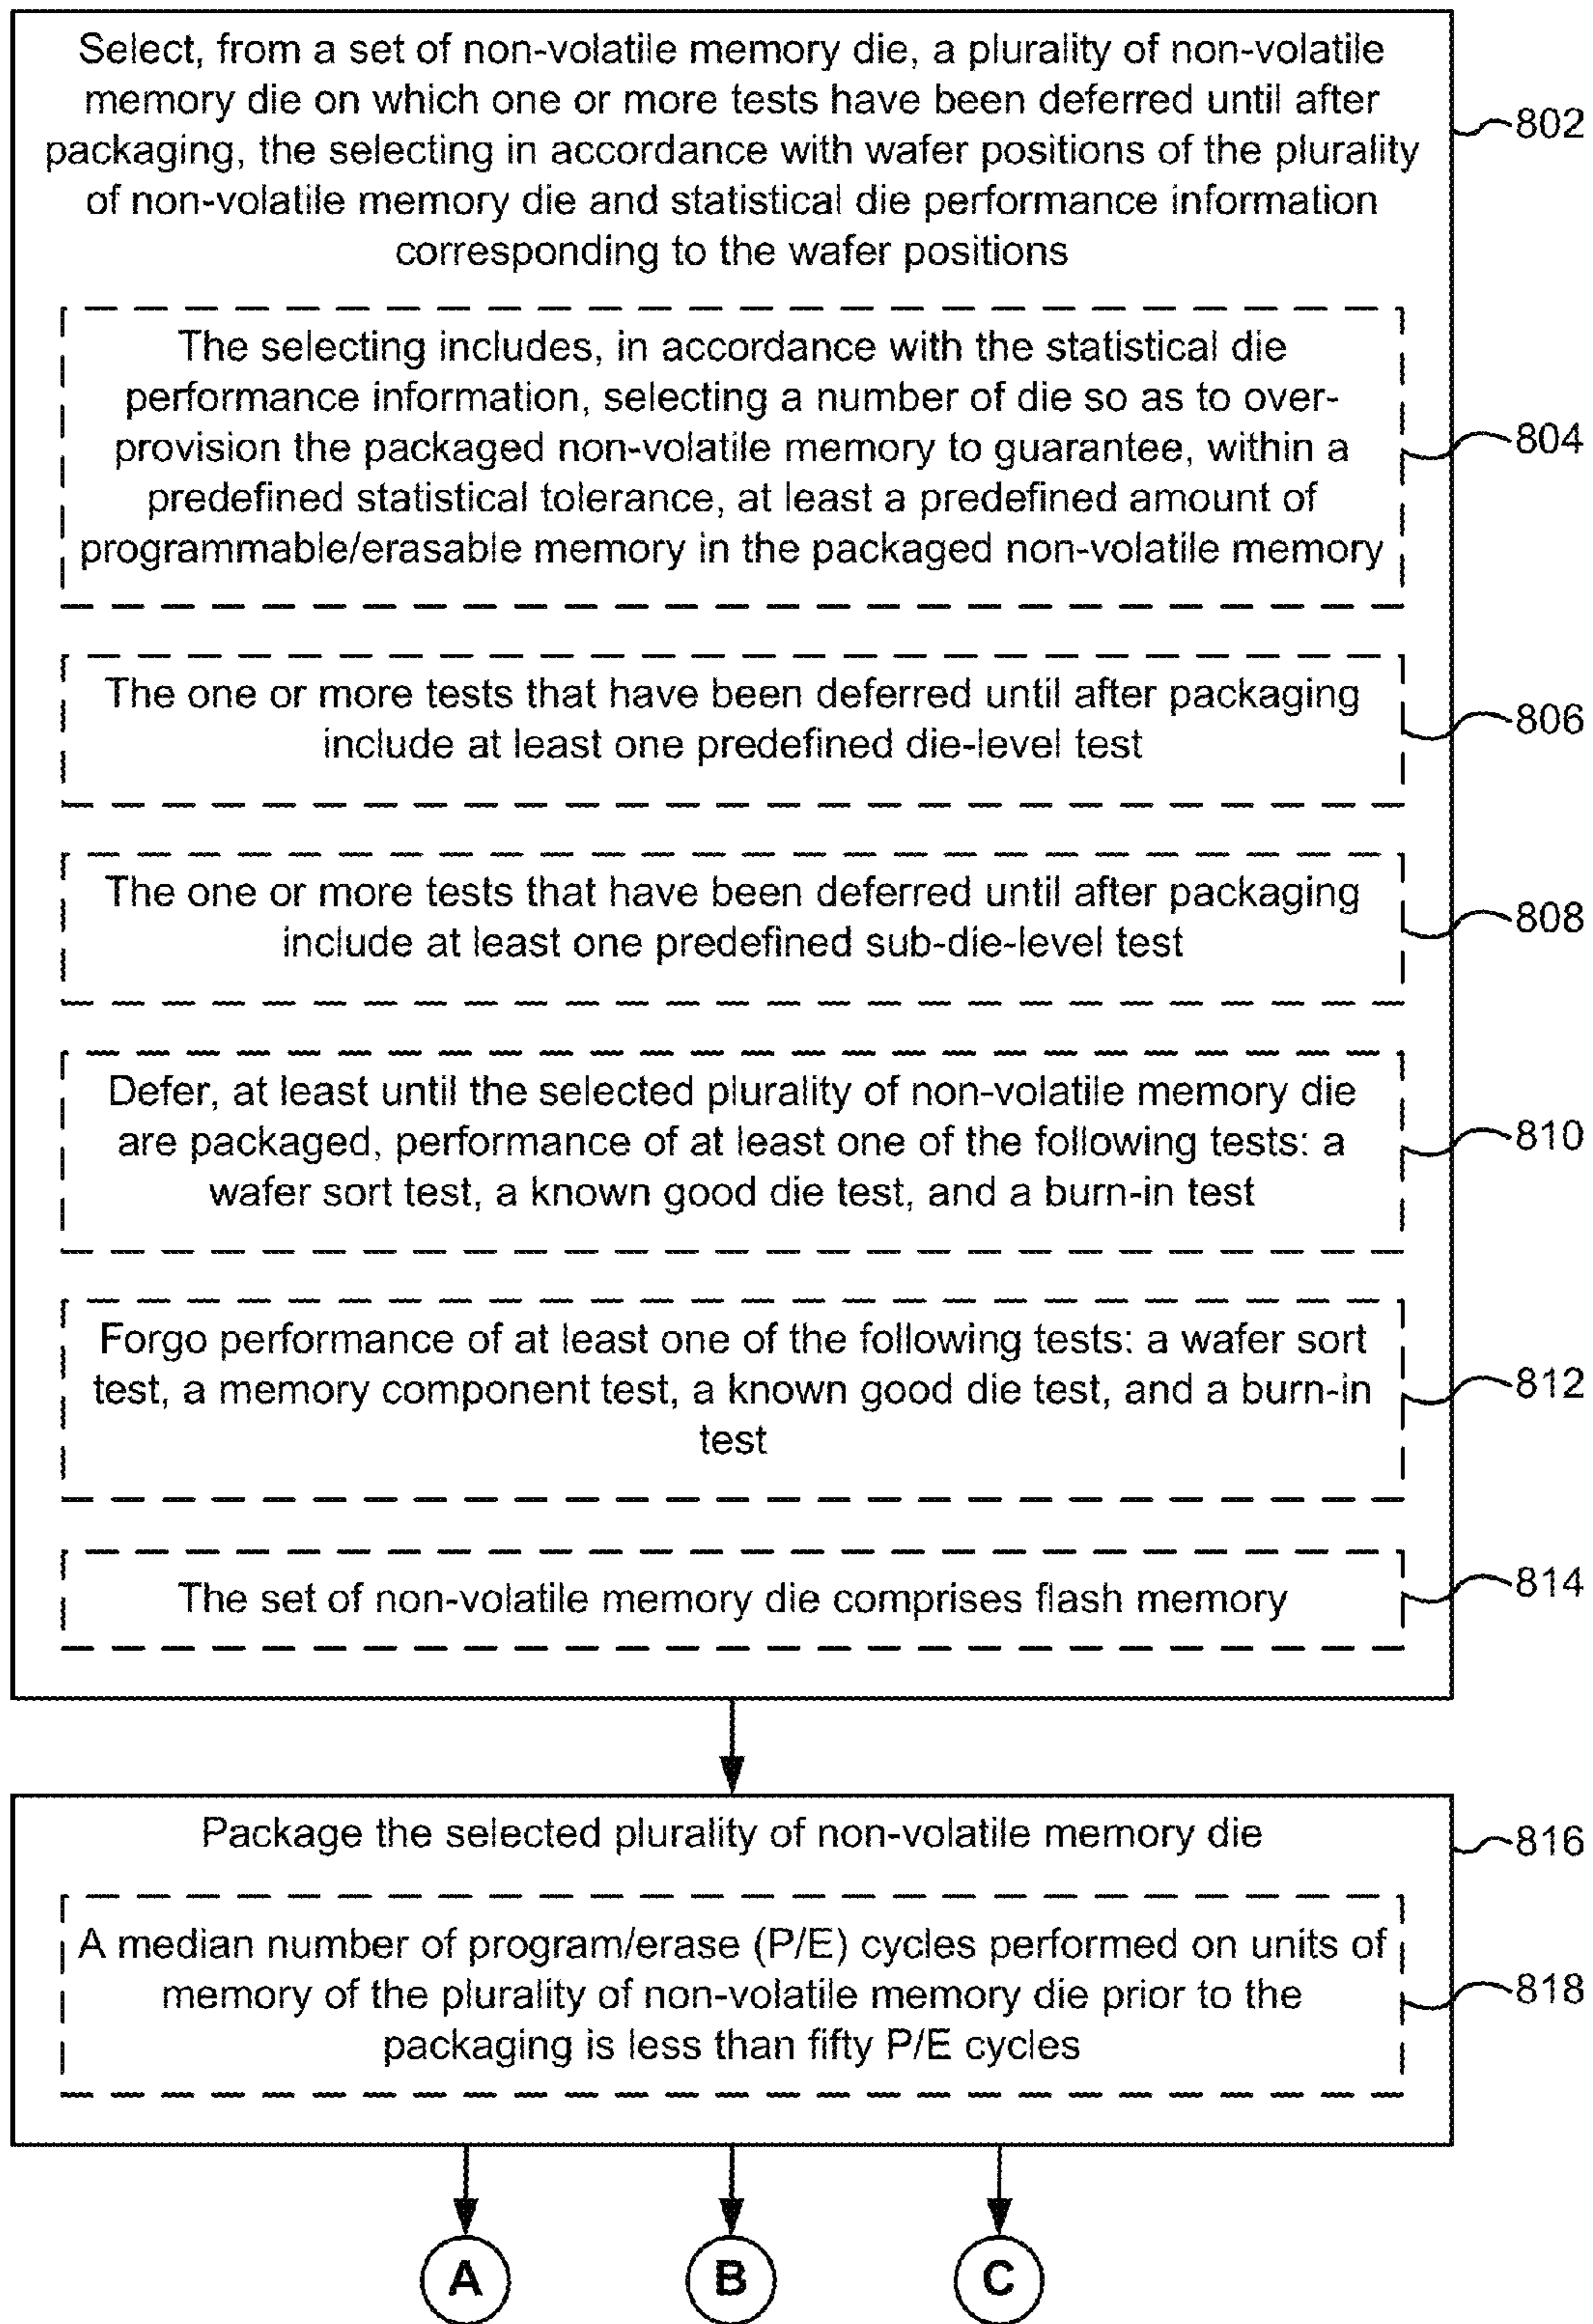 Select, from a set of non-volatile memory die, a plurality of non-volatile
memory die on which one or more tests have been deferred until after
packaging, the selecting in accordance with wafer positions of the plurality
of non-volatile memory die and statistical die performance information
corresponding to the wafer positions
802
The selecting includes, in accordance with the statistical die
performance information, selecting a number of die so as to over-
provision the packaged non-volatile memory to guarantee, within a
predefined statistical tolerance, at least a predefined amount of
programmable/erasable memory in the packaged non-volatile memory
804
The one or more tests that have been deferred until after packaging
include at least one predefined die-level test
806
The one or more tests that have been deferred until after packaging
include at least one predefined sub-die-level test
808
Defer, at least until the selected plurality of non-volatile memory die
are packaged, performance of at least one of the following tests: a
wafer sort test, a known good die test, and a burn-in test
810
Forgo performance of at least one of the following tests: a wafer sort
test, a memory component test, a known good die test, and a burn-in
test
812
The set of non-volatile memory die comprises flash memory
814
Package the selected plurality of non-volatile memory die
816
A median number of program/erase (P/E) cycles performed on units of
memory of the plurality of non-volatile memory die prior to the
packaging is less than fifty P/E cycles
818
A
B
C